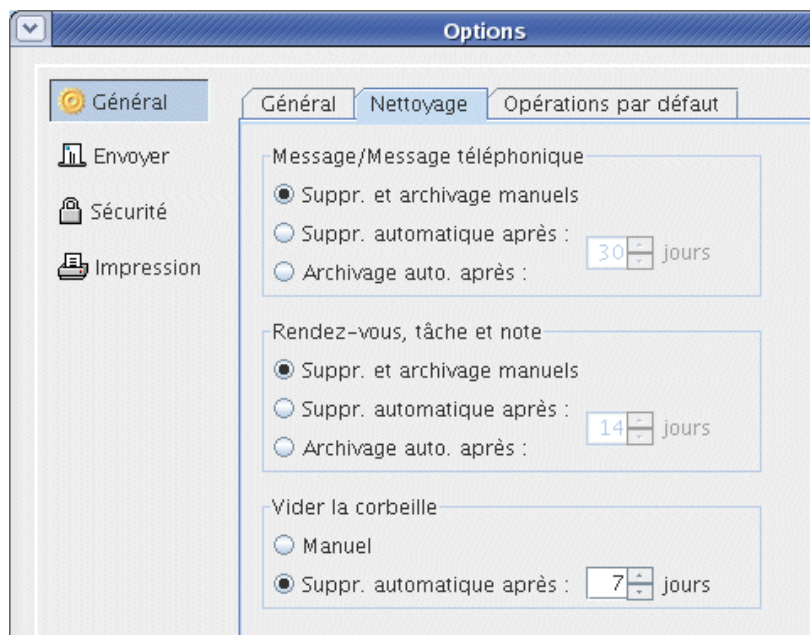 Options
Général
Envoyer
Sécurité
Impression
Général Nettoyage Opérations par défaut
Message/Message téléphonique
Suppr. et archivage manuels
Suppr. automatique après :
30 jours
Archivage auto. après :
Rendez-vous, tâche et note
Suppr. et archivage manuels
Suppr. automatique après :
14 jours
Archivage auto. après :
Vider la corbeille
Manuel
Suppr. automatique après : 7 jours